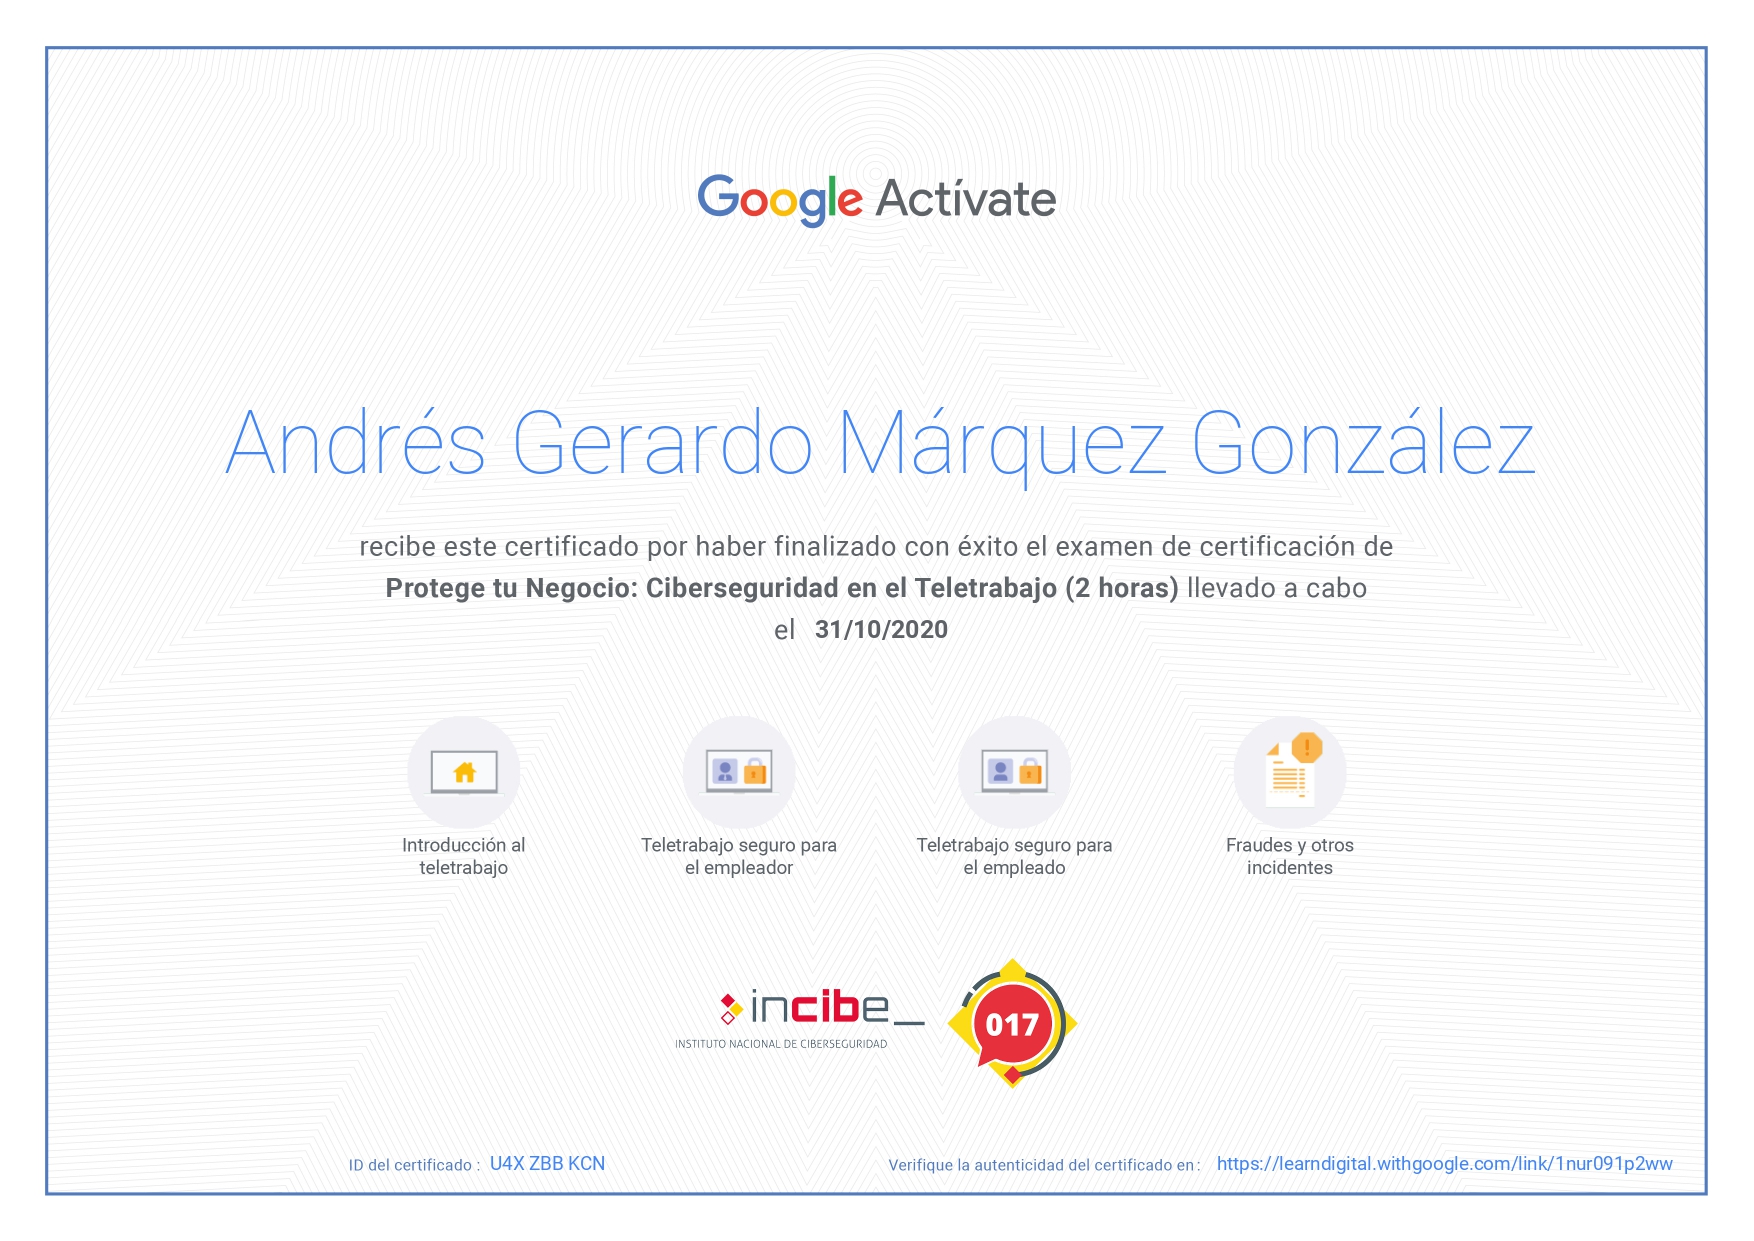 Google Actívate
Andrés Gerardo Márquez González
recibe este certificado por haber finalizado con éxito el examen de certificación de
Protege tu Negocio: Ciberseguridad en el Teletrabajo (2 horas) llevado a cabo
el 31/10/2020
Introducción al
teletrabajo
Teletrabajo seguro para
el empleador
Teletrabajo seguro para
el empleado
Fraudes y otros
incidentes
incibe_
INSTITUTO NACIONAL DE CIBERSEGURIDAD
017
ID del certificado : U4X ZBB KCN
Verifique la autenticidad del certificado en : https://learndigital.withgoogle.com/link/1nur091p2ww